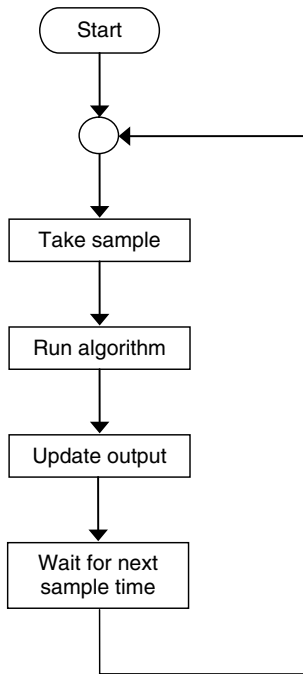 Start
Take sample
Run algorithm
Update output
Wait for next
sample time